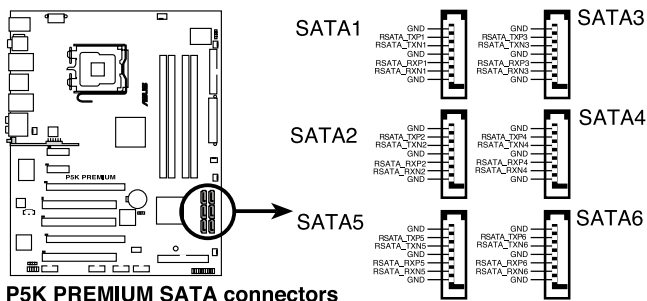 SATA1
GND
RSATA_TXP1
RSATA_TXN1
GND
RSATA_RXP1
RSATA_RXN1
GND
SATA3
GND
RSATA_TXP3
RSATA_TXN3
GND
RSATA_RXP3
RSATA_RXN3
GND
SATA2
GND
RSATA_TXP2
RSATA_TXN2
GND
RSATA_RXP2
RSATA_RXN2
GND
SATA4
GND
RSATA_TXP4
RSATA_TXN4
GND
RSATA_RXP4
RSATA_RXN4
GND
SATA5
GND
RSATA_TXP5
RSATA_TXN5
GND
RSATA_RXP5
RSATA_RXN5
GND
SATA6
GND
RSATA_TXP6
RSATA_TXN6
GND
RSATA_RXP6
RSATA_RXN6
GND
ASUS
P5K PREMIUM
P5K PREMIUM SATA connectors